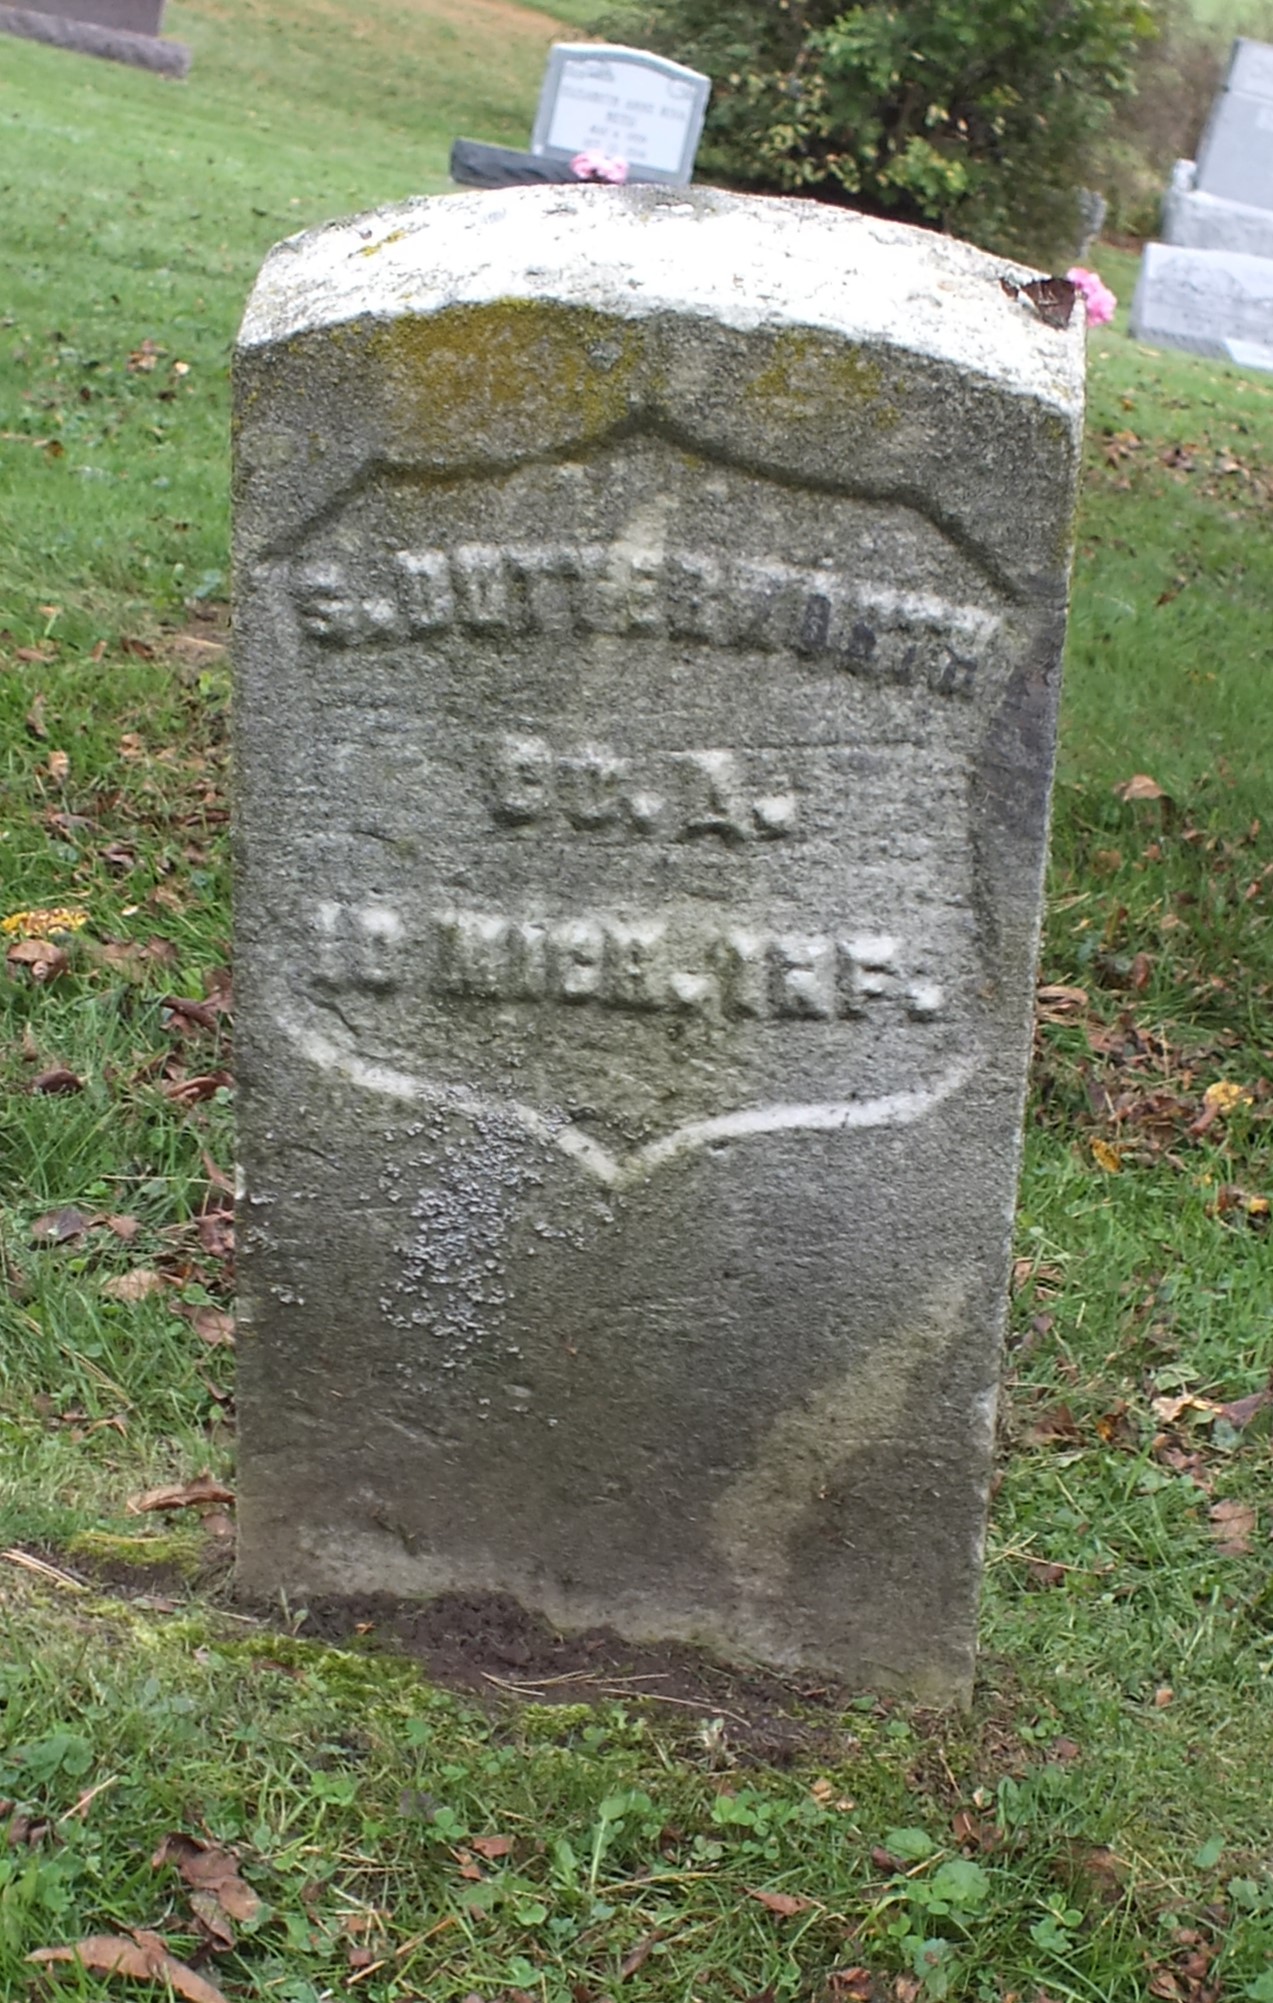 S. BUTTERWORTH
CO. A.
10 MICH. INF.